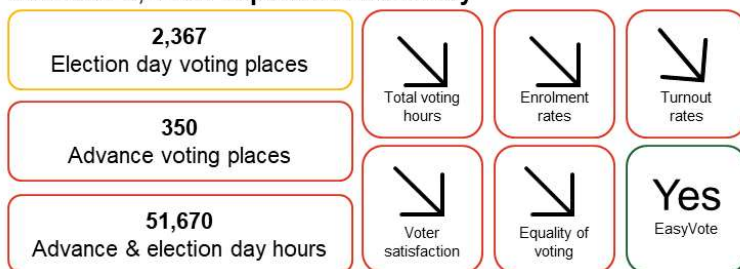 2,367
Election day voting places
350
Advance voting places
51,670
Advance & election day hours
Total voting
hours
Enrolment
rates
Turnout
rates
Voter
satisfaction
Equality of
voting
Yes
EasyVote